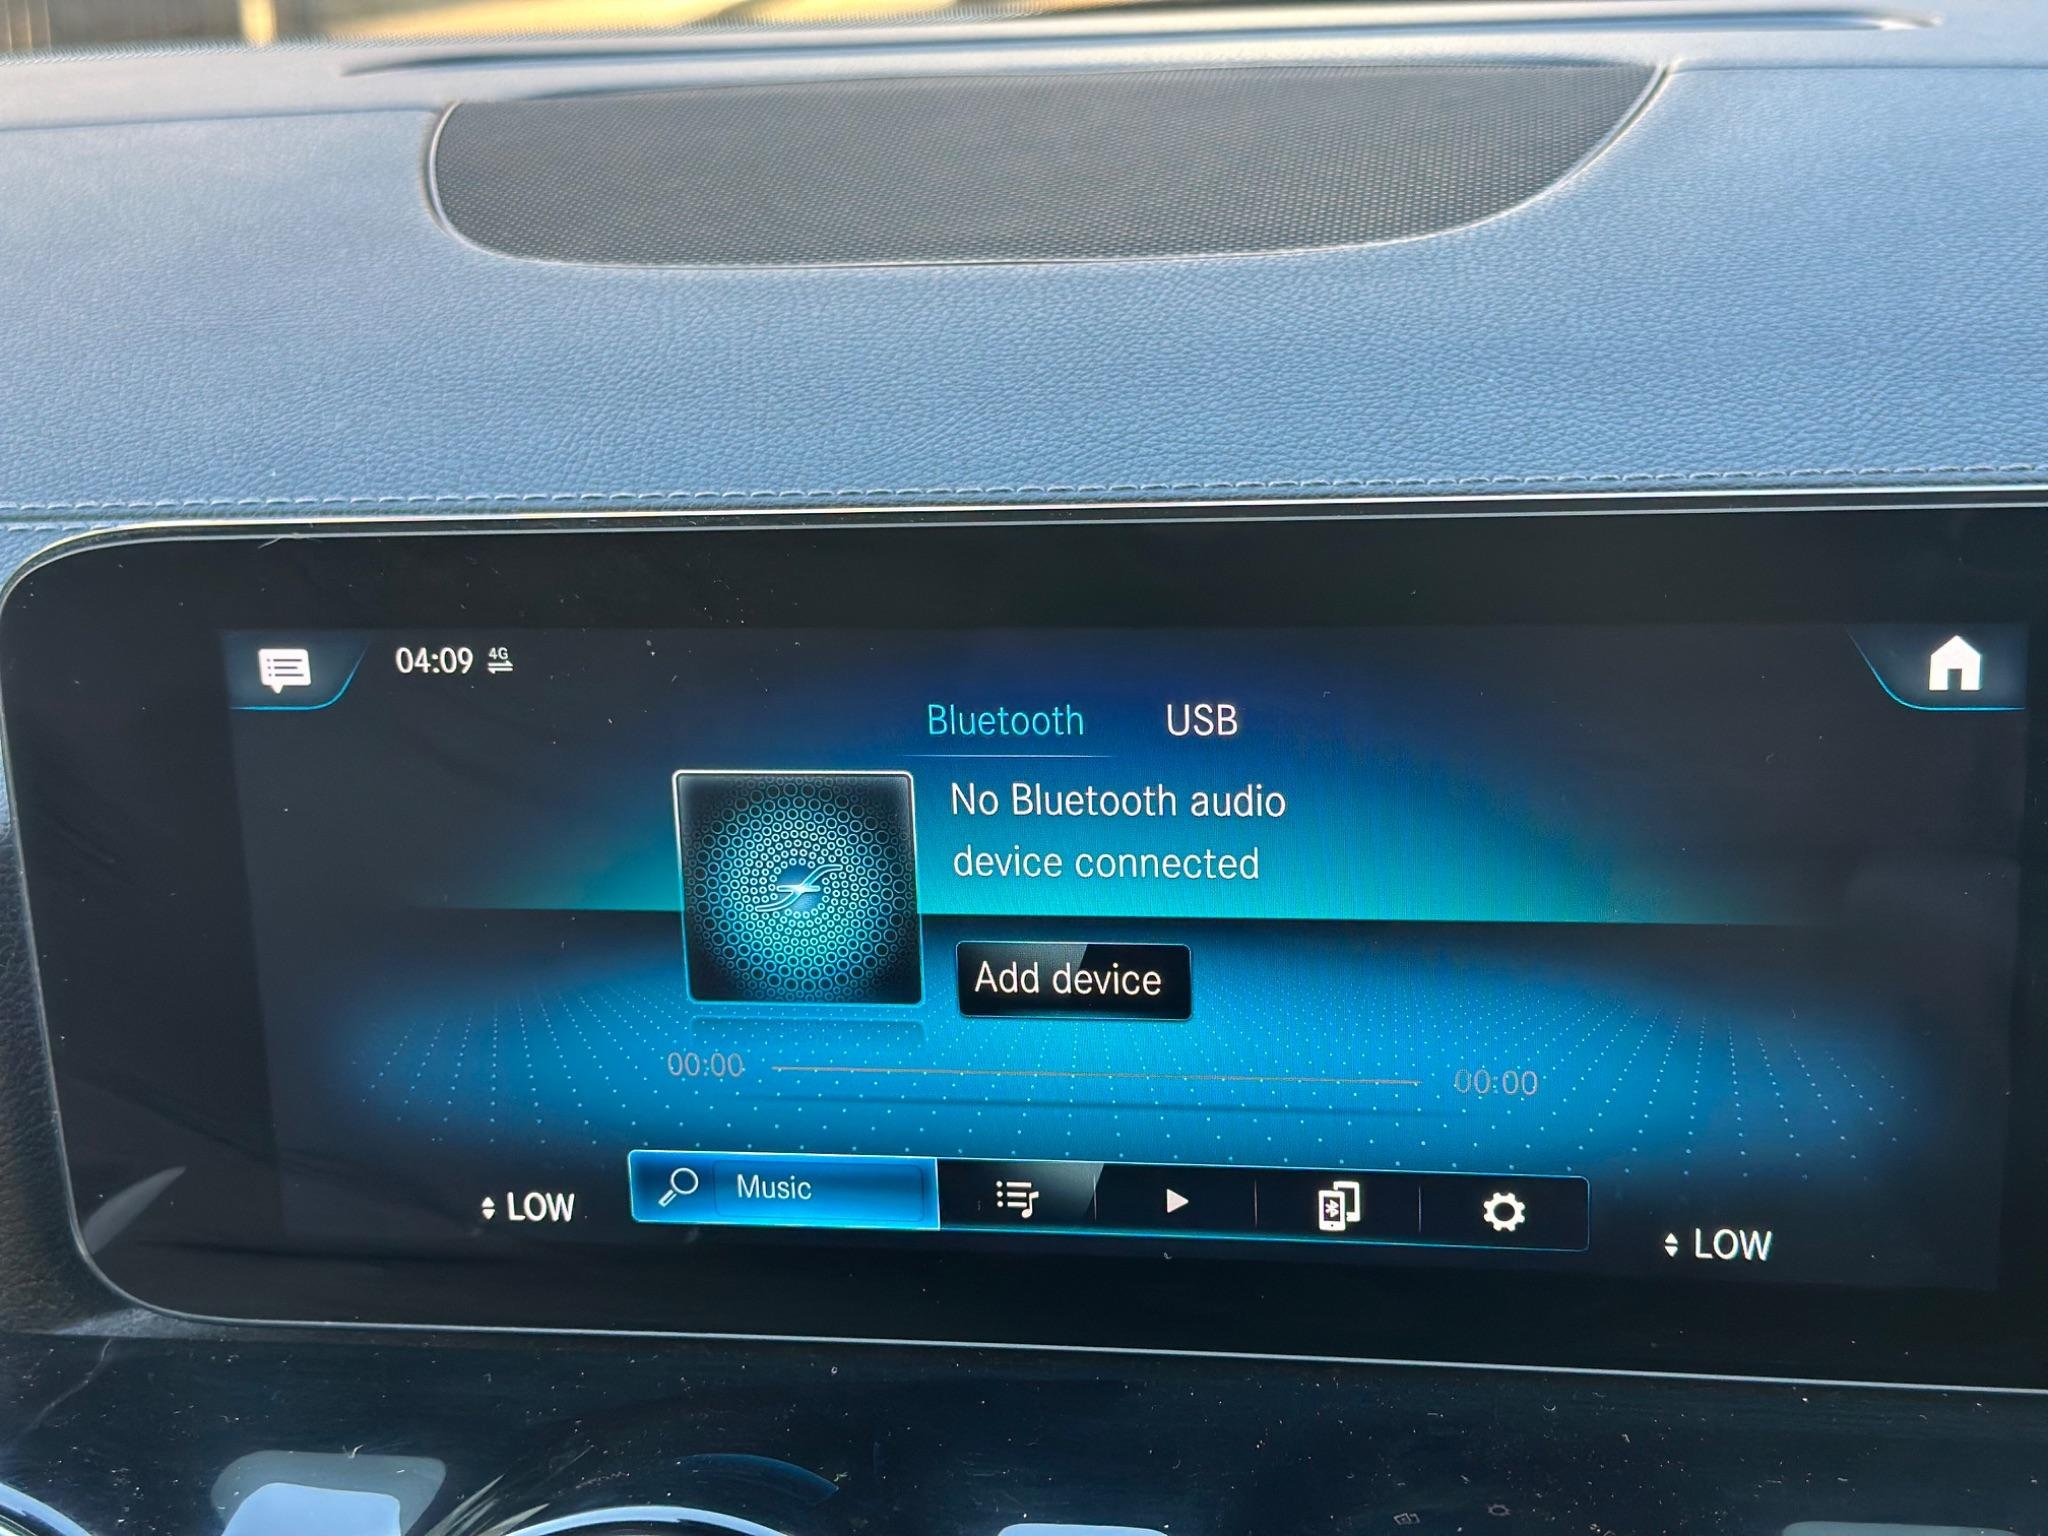 04:09 4G
Bluetooth USB
No Bluetooth audio
device connected
Add device
00:00 00:00
LOW Music LOW